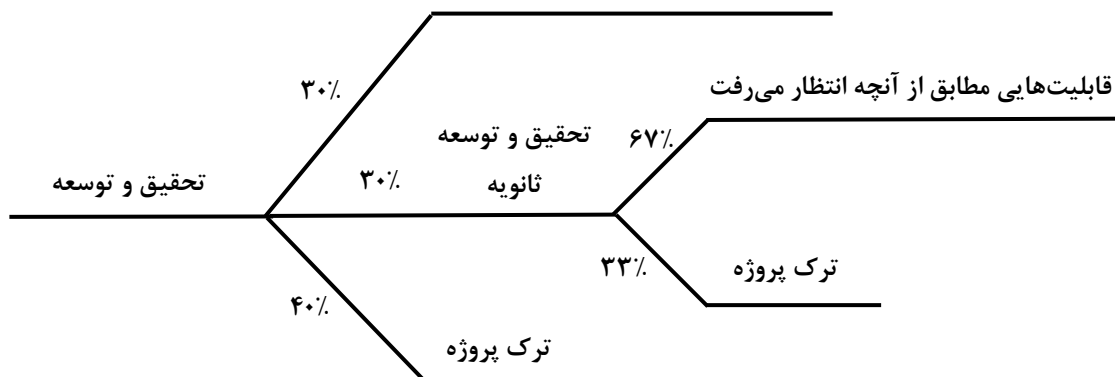 ۳۰٪
قابلیت‌هایی مطابق از آنچه انتظار می‌رفت
۶۷٪
تحقیق و توسعه
ثانویه
۳۰٪
تحقیق و توسعه
۳۳٪
ترک پروژه
۴۰٪
ترک پروژه